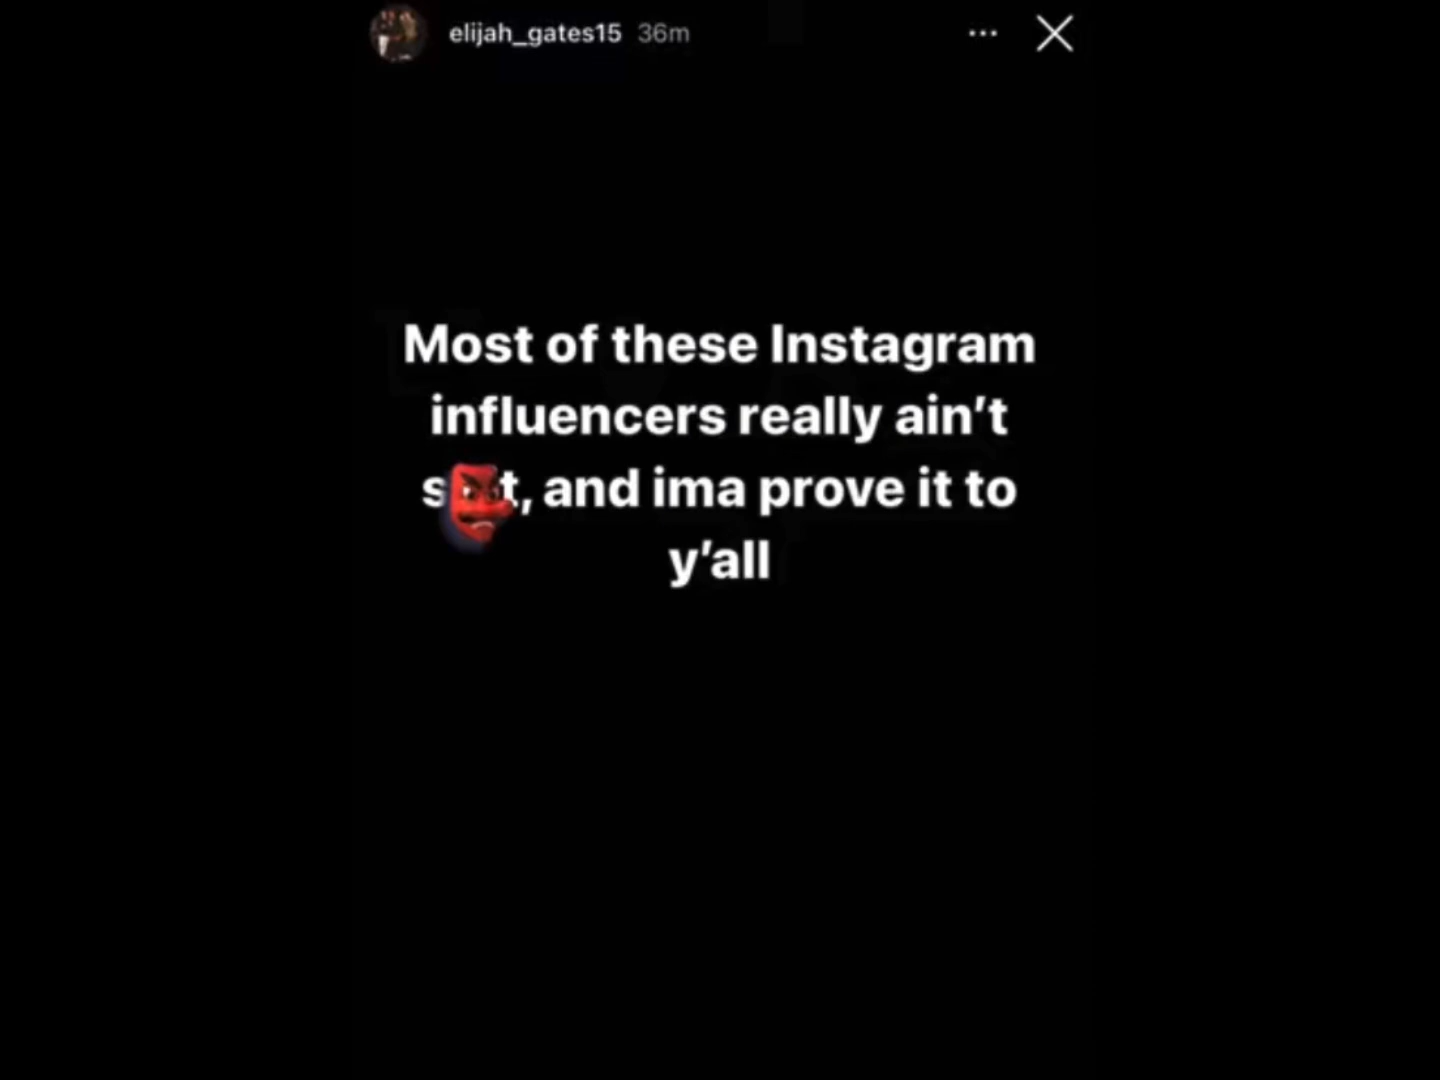 elijah_gates15 36m
Most of these Instagram
influencers really ain’t
s👺t, and ima prove it to
y’all